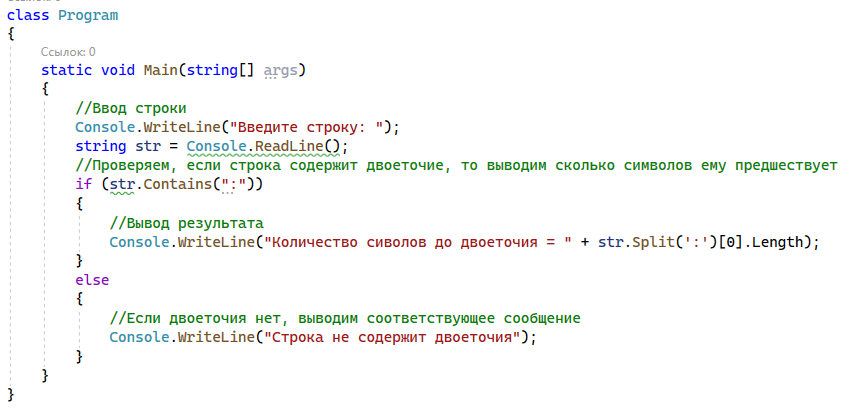 class Program
{
Ссылок: 0
static void Main(string[] args)
{
//Ввод строки
Console.WriteLine("Введите строку: ");
string str = Console.ReadLine();
//Проверяем, если строка содержит двоеточие, то выводим сколько символов ему предшествует
if (str.Contains(":"))
{
//Вывод результата
Console.WriteLine("Количество сиволов до двоеточия = " + str.Split(':')[0].Length);
}
else
{
//Если двоеточия нет, выводим соответствующее сообщение
Console.WriteLine("Строка не содержит двоеточия");
}
}
}